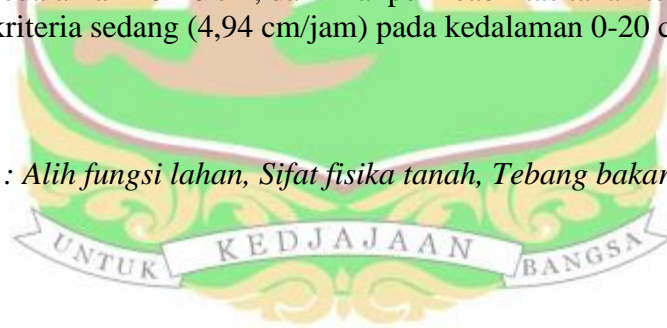 kriteria sedang (4,94 cm/jam) pada kedalaman 0-20 c
: Alih fungsi lahan, Sifat fisika tanah, Tebang bakar
UNTUK KEDJAJAAN BANGSA